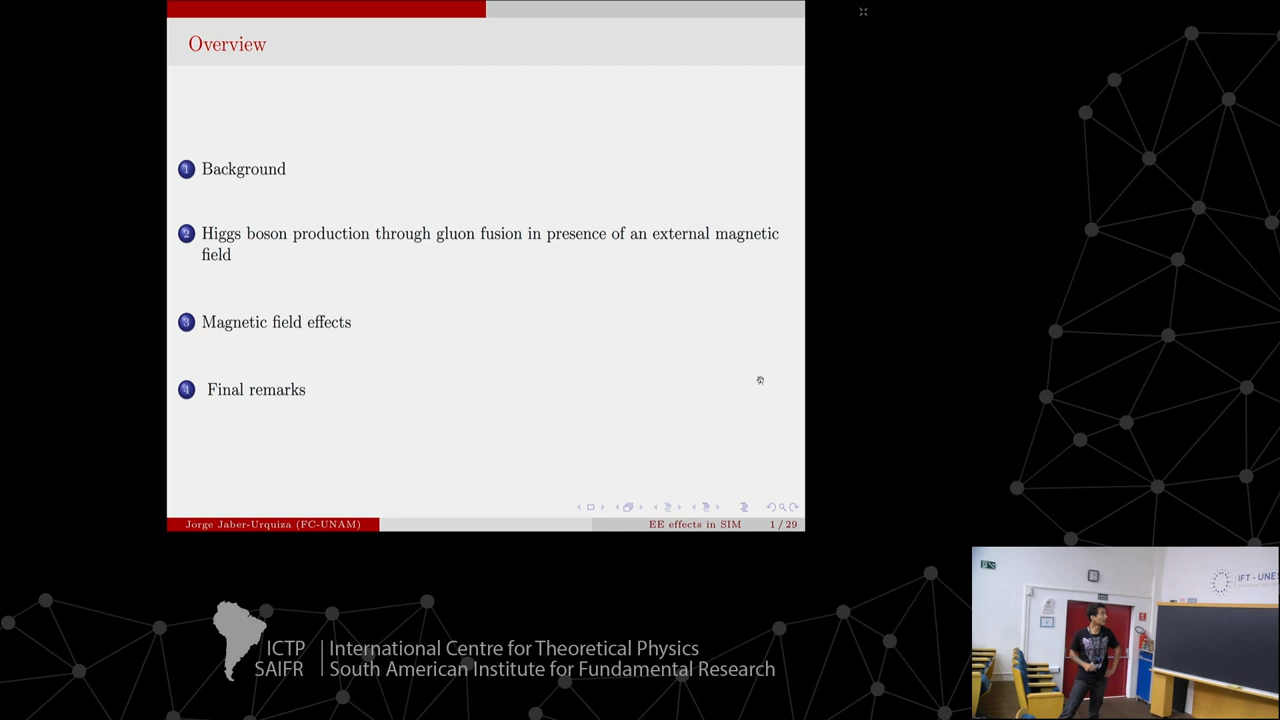 Overview
1 Background
2 Higgs boson production through gluon fusion in presence of an external magnetic
field
3 Magnetic field effects
4 Final remarks
Jorge Jaber-Urquiza (FC-UNAM)
EE effects in SIM
1 / 29
ICTP
SAIFR
International Centre for Theoretical Physics
South American Institute for Fundamental Research
IFT - UNES